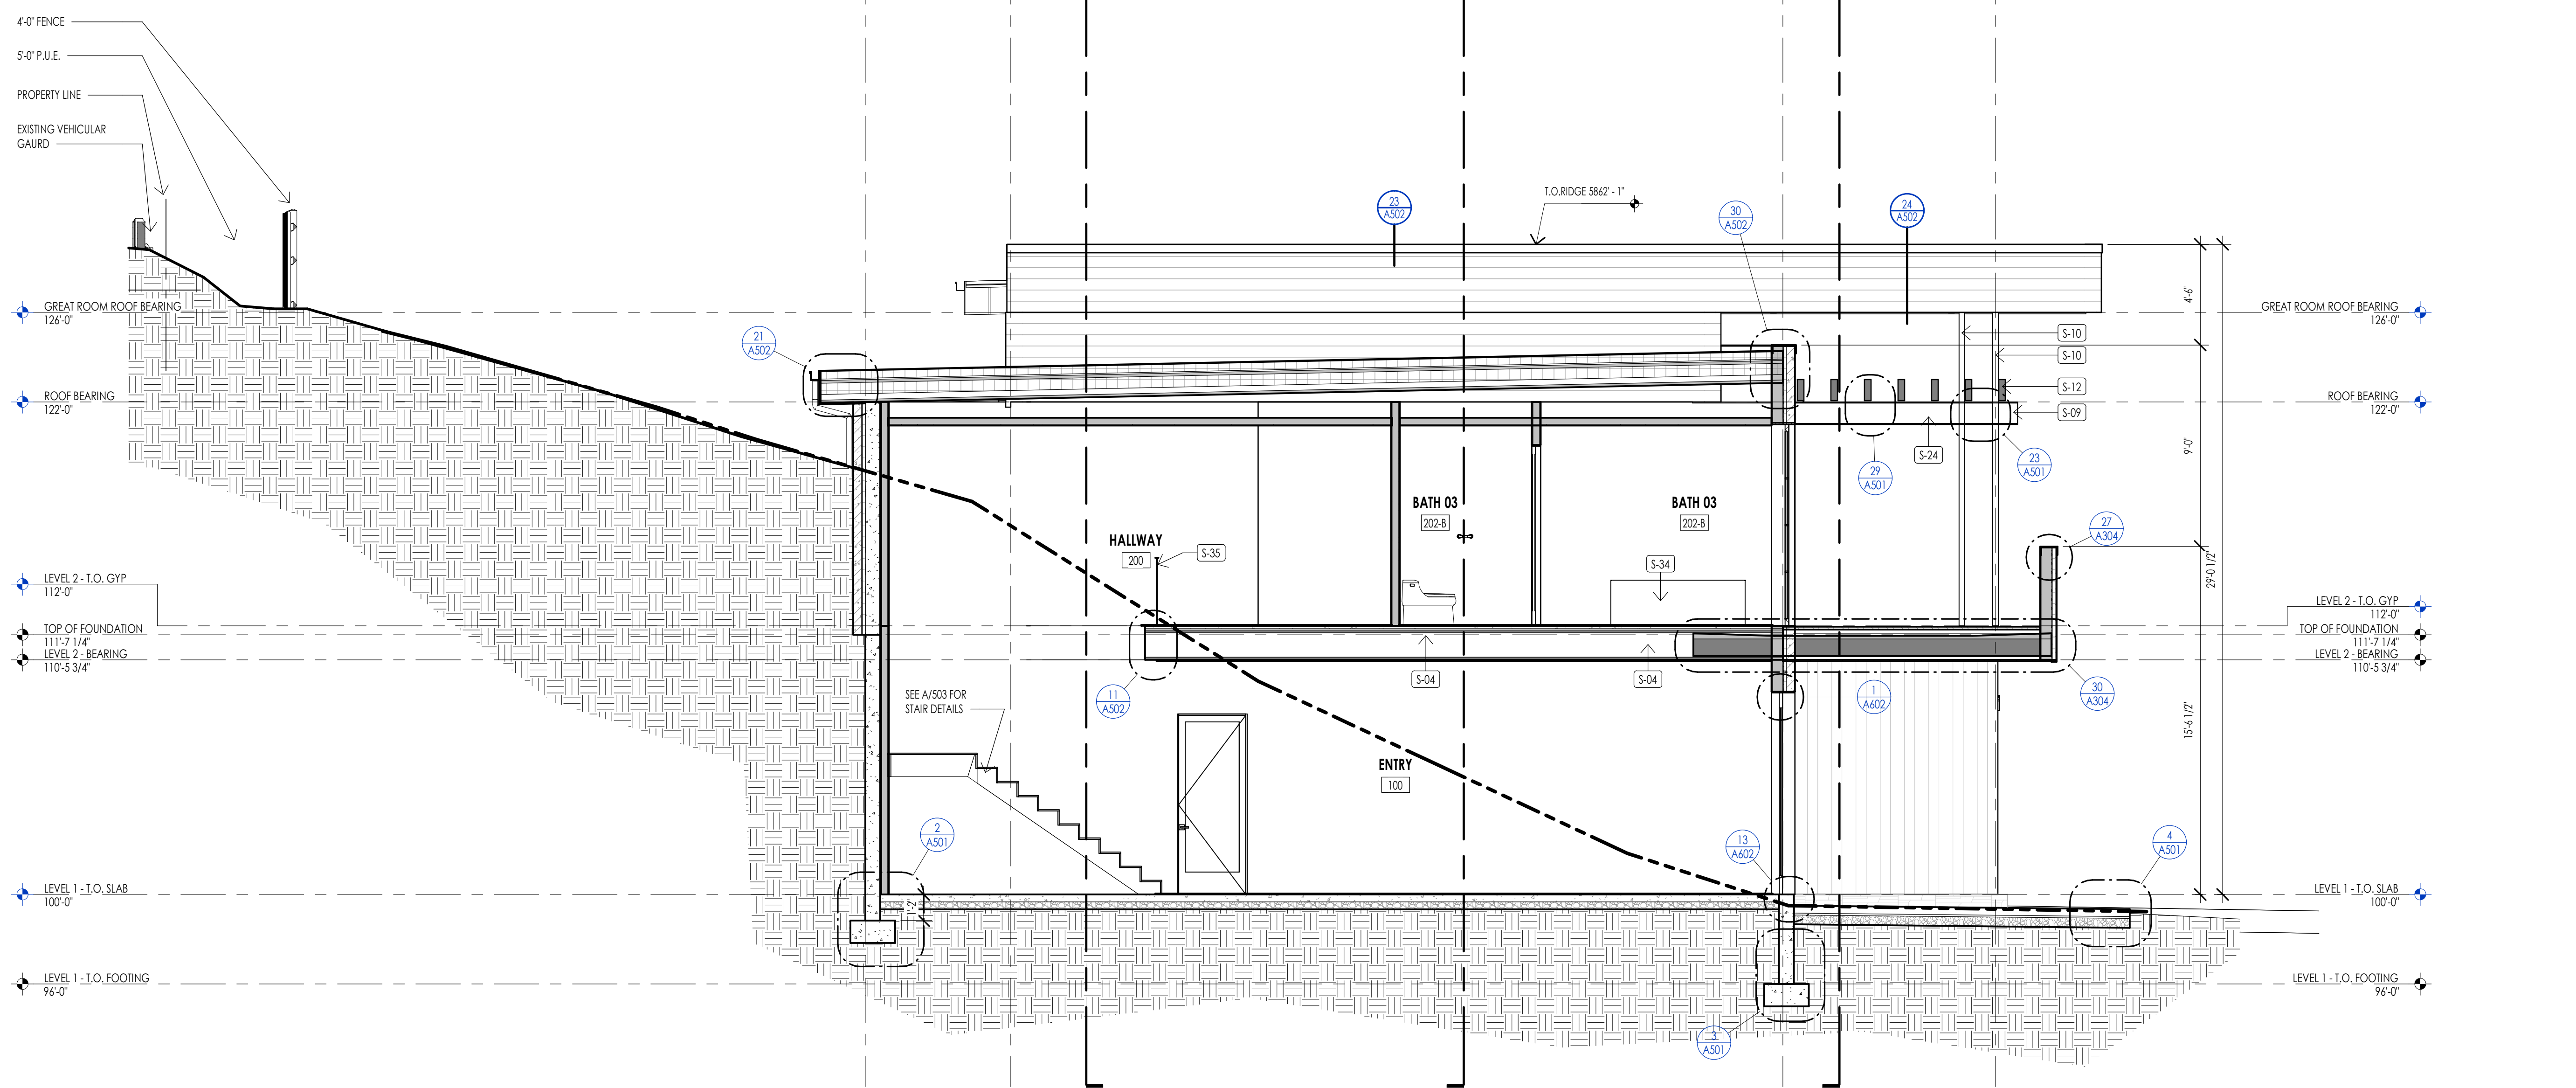 4'-0" FENCE
5'-0" P.U.E.
PROPERTY LINE
EXISTING VEHICULAR
GAURD
T.O.RIDGE 5862' - 1"
23
A502
30
A502
24
A502
21
A502
GREAT ROOM ROOF BEARING
126'-0"
ROOF BEARING
122'-0"
LEVEL 2 - T.O. GYP
112'-0"
TOP OF FOUNDATION
111'-7 1/4"
LEVEL 2 - BEARING
110'-5 3/4"
LEVEL 1 - T.O. SLAB
100'-0"
LEVEL 1 - T.O. FOOTING
96'-0"
HALLWAY
200
S-35
BATH 03
202-B
BATH 03
202-B
S-34
S-04
S-04
11
A502
SEE A/503 FOR
STAIR DETAILS
ENTRY
100
2
A501
1'-2"
13
A602
3
A501
1
A602
4
A501
30
A304
27
A304
29
A501
23
A501
S-24
S-10
S-10
S-12
S-09
4'-6"
9'-0"
29'-0 1/2"
15'-6 1/2"
GREAT ROOM ROOF BEARING
126'-0"
ROOF BEARING
122'-0"
LEVEL 2 - T.O. GYP
112'-0"
TOP OF FOUNDATION
111'-7 1/4"
LEVEL 2 - BEARING
110'-5 3/4"
LEVEL 1 - T.O. SLAB
100'-0"
LEVEL 1 - T.O. FOOTING
96'-0"